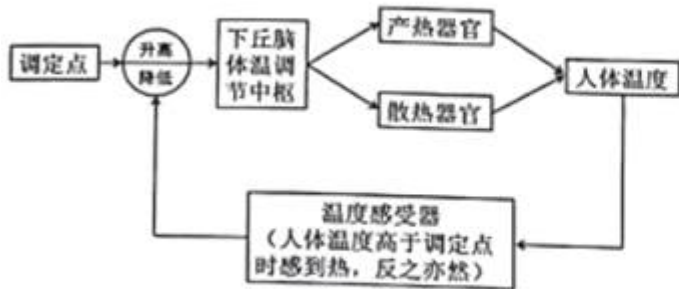 调定点
升高
降低
下丘脑
体温调
节中枢
产热器官
散热器官
人体温度
温度感受器
（人体温度高于调定点
时感到热，反之亦然）